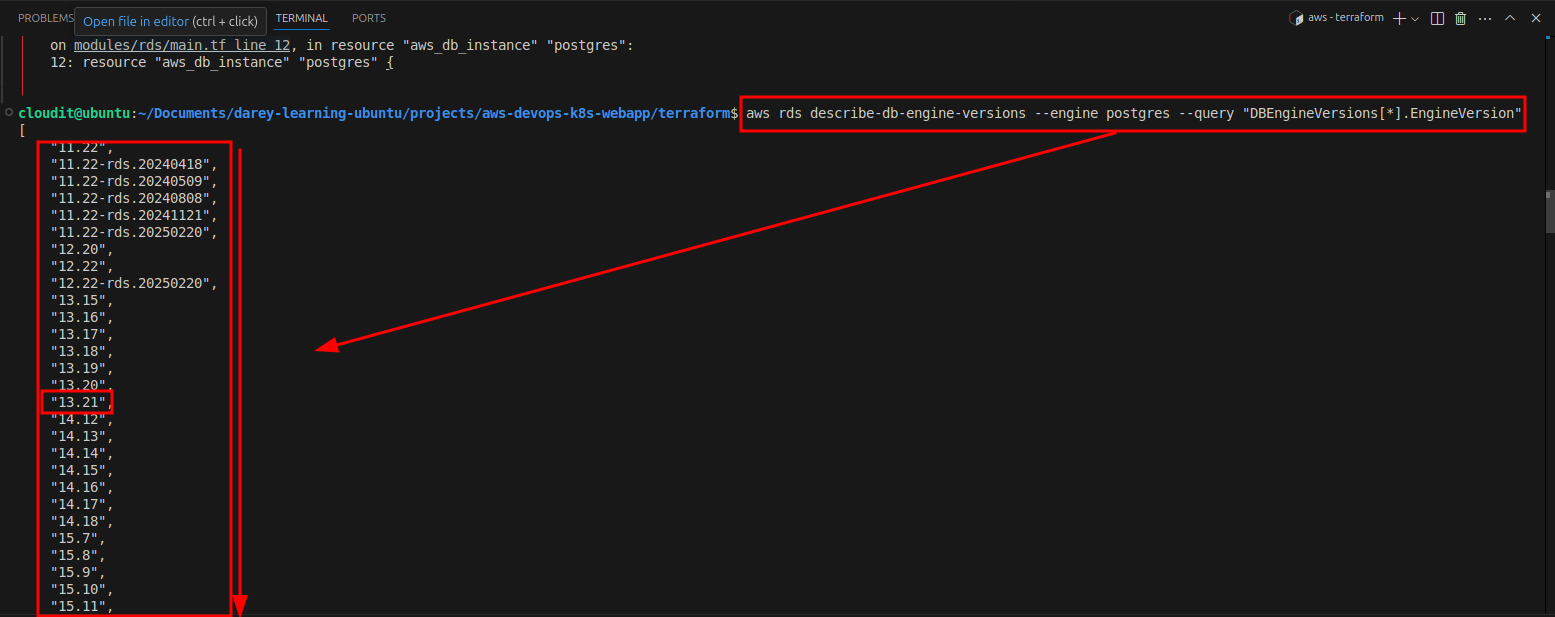 PROBLEMS
Open file in editor (ctrl + click)
TERMINAL
PORTS
aws - terraform
on modules/rds/main.tf line 12, in resource "aws_db_instance" "postgres":
12: resource "aws_db_instance" "postgres" {
cloudit@ubuntu:~/Documents/darey-learning-ubuntu/projects/aws-devops-k8s-webapp/terraform$ aws rds describe-db-engine-versions --engine postgres --query "DBEngineVersions[*].EngineVersion"
[
"11.22",
"11.22-rds.20240418",
"11.22-rds.20240509",
"11.22-rds.20240808",
"11.22-rds.20241121",
"11.22-rds.20250220",
"12.20",
"12.22",
"12.22-rds.20250220",
"13.15",
"13.16",
"13.17",
"13.18",
"13.19",
"13.20",
"13.21",
"14.12",
"14.13",
"14.14",
"14.15",
"14.16",
"14.17",
"14.18",
"15.7",
"15.8",
"15.9",
"15.10",
"15.11",